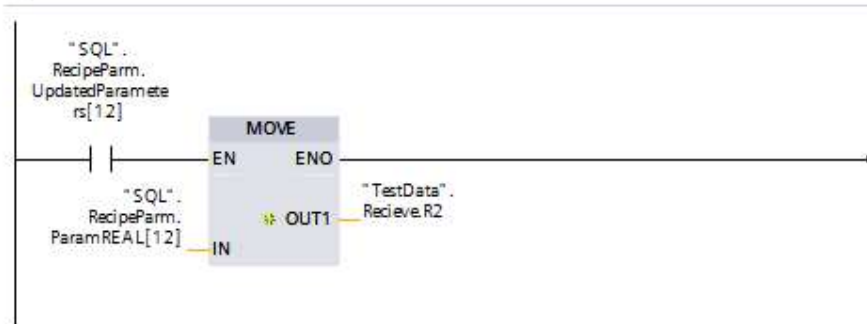 "SQL".
RecipeParm.
UpdatedParamete
rs[12]
MOVE
EN ENO
"SQL".
RecipeParm.
ParamREAL[12]
IN
OUT1
"TestData".
Recieve.R2